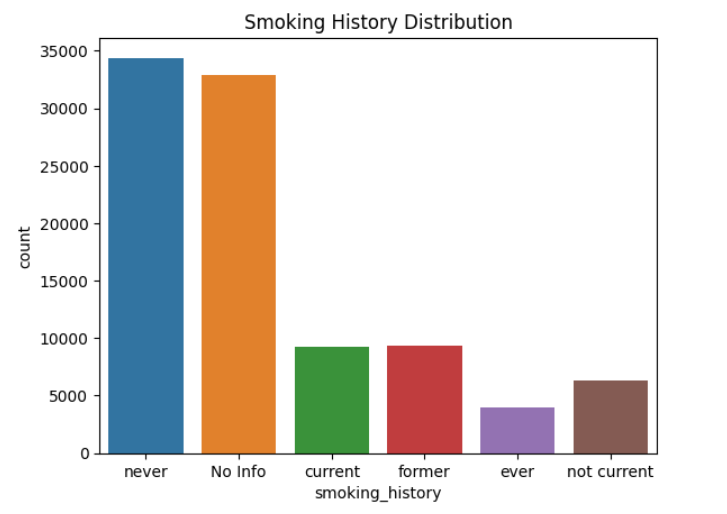 Smoking History Distribution
35000
30000
25000
20000
15000
10000
5000
0
count
never No Info current former ever not current
smoking_history